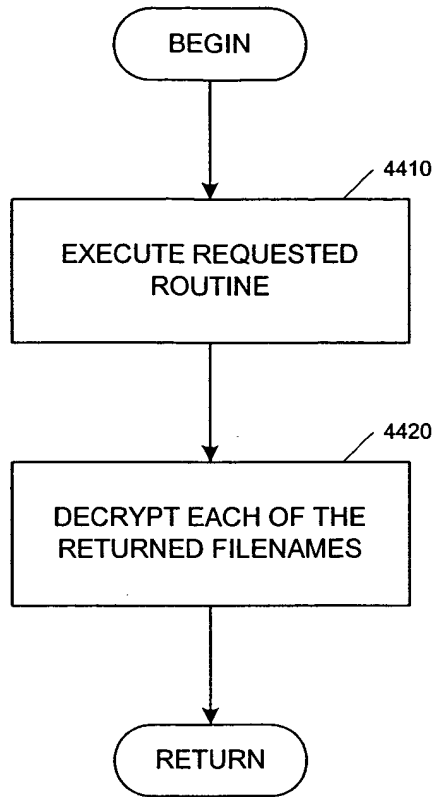 BEGIN
4410
EXECUTE REQUESTED
ROUTINE
4420
DECRYPT EACH OF THE
RETURNED FILENAMES
RETURN